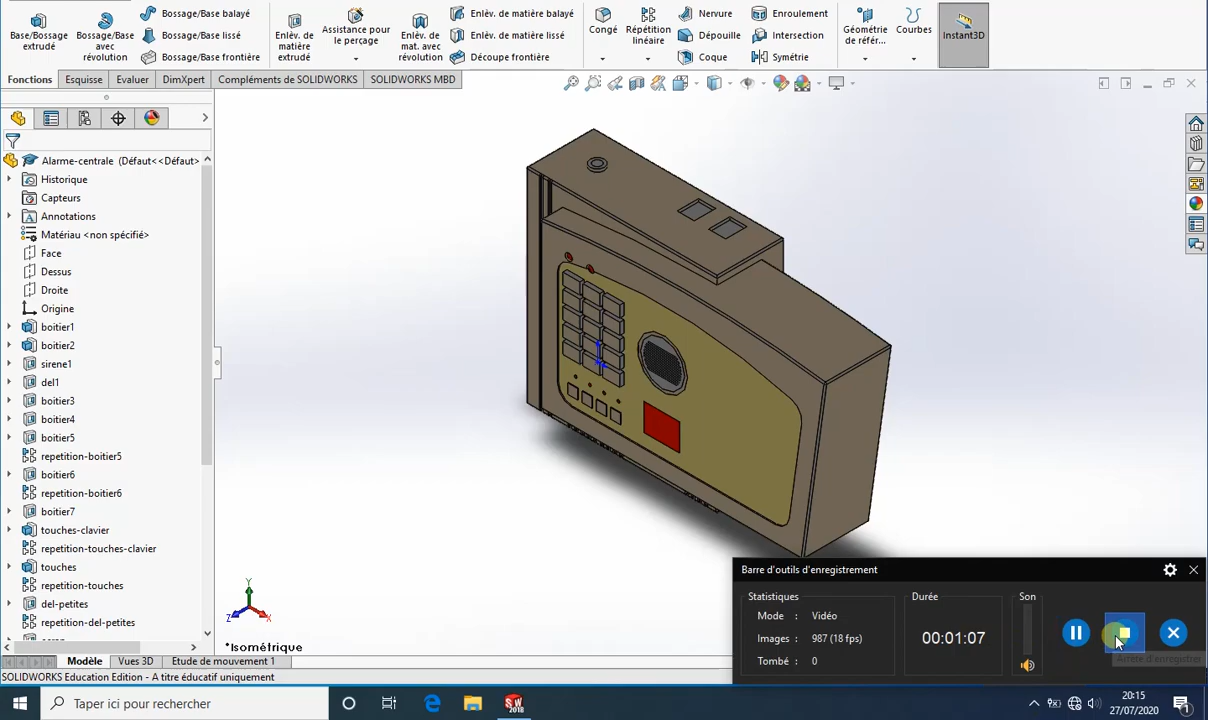 Base/Bossage
extrudé
Bossage/Base
avec
révolution
Bossage/Base balayé
Bossage/Base lissé
Bossage/Base frontière
Enlèv. de
matière
extrudé
Assistance pour
le perçage
Enlèv. de
mat. avec
révolution
Enlèv. de matière balayé
Enlèv. de matière lissé
Découpe frontière
Congé
Répétition
linéaire
Nervure
Dépouille
Coque
Enroulement
Intersection
Symétrie
Géométrie
de référ...
Courbes
Instant3D
Fonctions
Esquisse
Evaluer
DimXpert
Compléments de SOLIDWORKS
SOLIDWORKS MBD
Alarme-centrale (Défaut<<Défaut>
Historique
Capteurs
Annotations
Matériau <non spécifié>
Face
Dessus
Droite
Origine
boitier1
boitier2
sirene1
del1
boitier3
boitier4
boitier5
repetition-boitier5
boitier6
repetition-boitier6
boitier7
touches-clavier
repetition-touches-clavier
touches
repetition-touches
del-petites
repetition-del-petites
Y
Z
X
*Isométrique
Barre d'outils d'enregistrement
Statistiques
Mode : Vidéo
Images : 987 (18 fps)
Tombé : 0
Durée
00:01:07
Son
Arrête d'enregistrer
Modèle
Vues 3D
Etude de mouvement 1
SOLIDWORKS Education Edition - A titre éducatif uniquement
Taper ici pour rechercher
SW
2018
20:15
27/07/2020
1